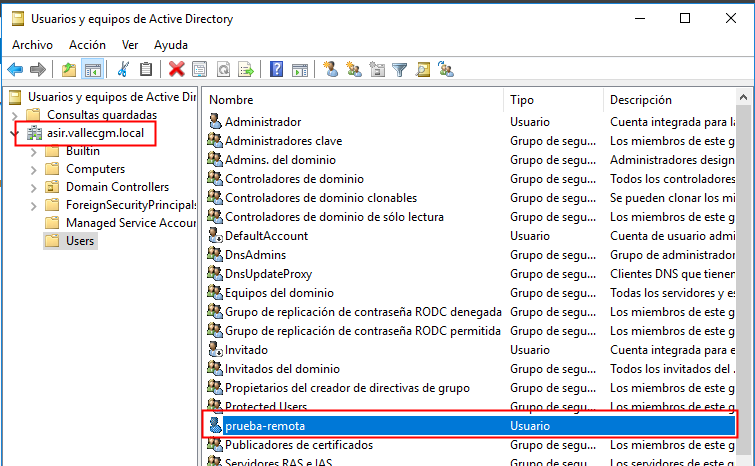 Usuarios y equipos de Active Directory
Archivo Acción Ver Ayuda
Usuarios y equipos de Active Direc
Consultas guardadas
asir.vallecgm.local
Builtin
Computers
Domain Controllers
ForeignSecurityPrincipals
Managed Service Accour
Users
Nombre Tipo Descripción
Administrador Usuario Cuenta integrada para la
Administradores clave Grupo de segu... Los miembros de este g
Admins. del dominio Grupo de segu... Administradores design
Controladores de dominio Grupo de segu... Todos los controladores
Controladores de dominio clonables Grupo de segu... Se pueden clonar los mi
Controladores de dominio de sólo lectura Grupo de segu... Los miembros de este g
DefaultAccount Usuario Cuenta de usuario admi
DnsAdmins Grupo de segu... Grupo de administrador
DnsUpdateProxy Grupo de segu... Clientes DNS que tienen
Equipos del dominio Grupo de segu... Todas los servidores y es
Grupo de replicación de contraseña RODC denegada Grupo de segu... Los miembros de este g
Grupo de replicación de contraseña RODC permitida Grupo de segu... Los miembros de este g
Invitado Usuario Cuenta integrada para e
Invitados del dominio Grupo de segu... Todos los invitados del
Propietarios del creador de directivas de grupo Grupo de segu... Los miembros de este g
Protected Users Grupo de segu... Los miembros de este g
prueba-remota Usuario
Publicadores de certificados Grupo de segu... Los miembros de este g
Servidores RAS e IAS Grupo de segu... Los servidores de este g